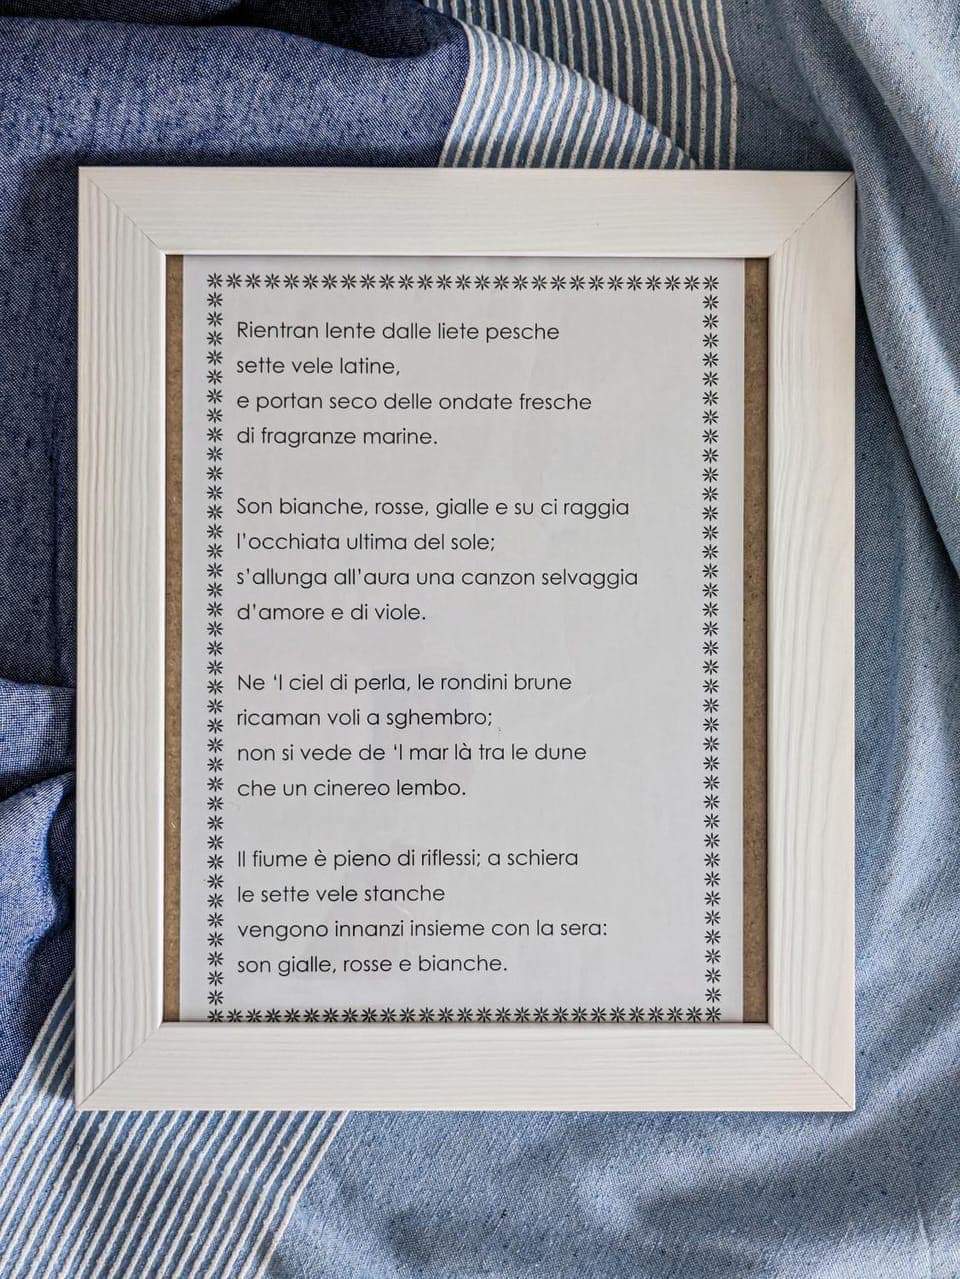 Rientran lente dalle liete pesche
sette vele latine,
e portan seco delle ondate fresche
di fragranze marine.
Son bianche, rosse, gialle e su ci raggia
l'occhiata ultima del sole;
s'allunga all'aura una canzon selvaggia
d'amore e di viole.
Ne ‘l ciel di perla, le rondini brune
ricaman voli a sghembro;
non si vede de ‘l mar là tra le dune
che un cinereo lembo.
Il fiume è pieno di riflessi; a schiera
le sette vele stanche
vengono innanzi insieme con la sera:
son gialle, rosse e bianche.